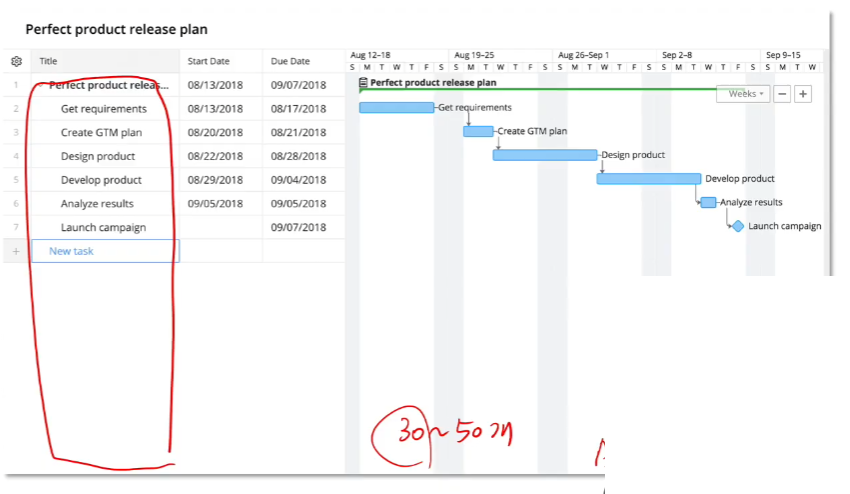 Perfect product release plan
Title Start Date Due Date
Aug 12–18 Aug 19–25 Aug 26–Sep 1 Sep 2–8 Sep 9–15
S M T W T F S S M T W T F S S M T W T F S S M T W T F S S M T W
1 Perfect product releas... 08/13/2018 09/07/2018 Perfect product release plan
Weeks
2 Get requirements 08/13/2018 08/17/2018 Get requirements
3 Create GTM plan 08/20/2018 08/21/2018 Create GTM plan
4 Design product 08/22/2018 08/28/2018 Design product
5 Develop product 08/29/2018 09/04/2018 Develop product
6 Analyze results 09/05/2018 09/05/2018 Analyze results
7 Launch campaign 09/07/2018 Launch campaign
+ New task
30~50개